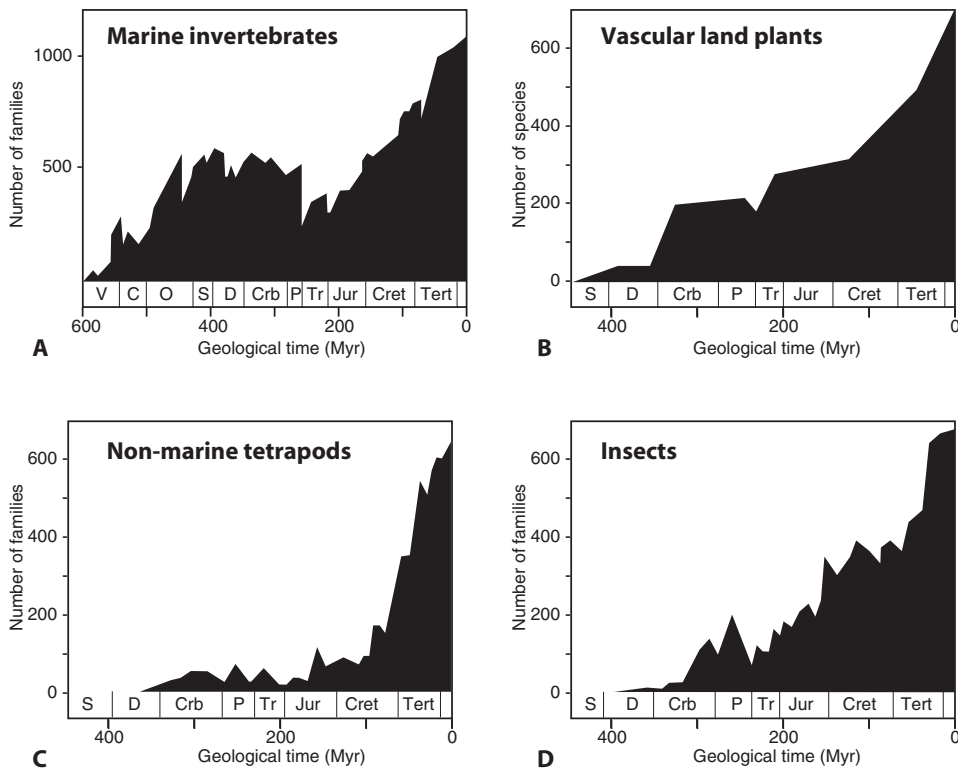 Marine invertebrates
Number of families
1000
500
V C O S D Crb P Tr Jur Cret Tert
600 400 200 0
Geological time (Myr)
A
Vascular land plants
Number of species
600
400
200
0
S D Crb P Tr Jur Cret Tert
400 200 0
Geological time (Myr)
B
Non-marine tetrapods
Number of families
600
400
200
0
S D Crb P Tr Jur Cret Tert
400 200 0
Geological time (Myr)
C
Insects
Number of families
600
400
200
0
S D Crb P Tr Jur Cret Tert
400 200 0
Geological time (Myr)
D